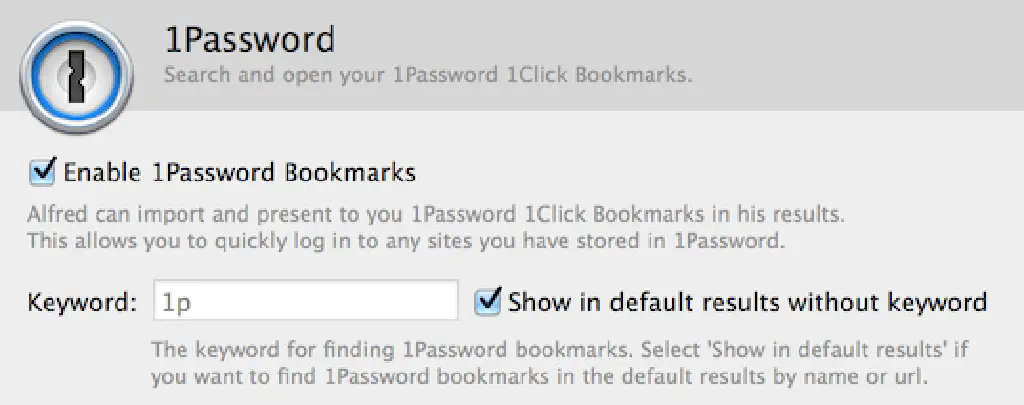 1Password
Search and open your 1Password 1Click Bookmarks.
Enable 1Password Bookmarks
Alfred can import and present to you 1Password 1Click Bookmarks in his results.
This allows you to quickly log in to any sites you have stored in 1Password.
Keyword: 1p Show in default results without keyword
The keyword for finding 1Password bookmarks. Select 'Show in default results' if
you want to find 1Password bookmarks in the default results by name or url.